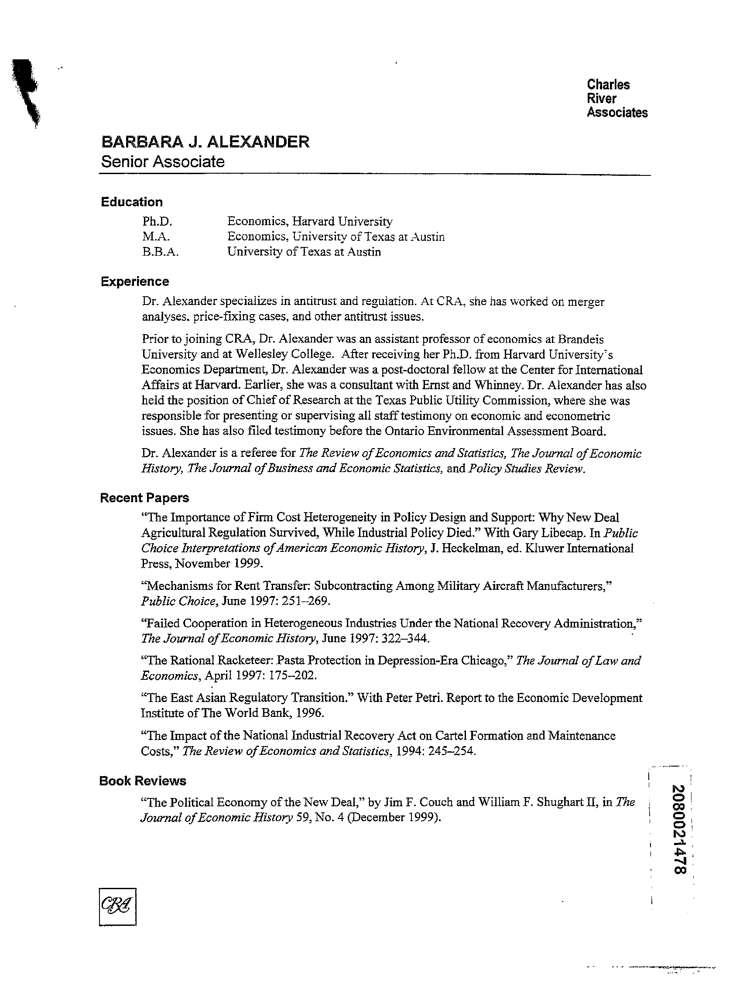 Charles
River
Associates
BARBARA J. ALEXANDER
Senior Associate
Education
Ph.D. Economics, Harvard University
M.A. Economics, University of Texas at Austin
B.B.A. University of Texas at Austin
Experience
Dr. Alexander specializes in antitrust and regulation. At CRA, she has worked on merger
analyses, price-fixing cases, and other antitrust issues.
Prior to joining CRA, Dr. Alexander was an assistant professor of economics at Brandeis
University and at Wellesley College. After receiving her Ph.D. from Harvard University's
Economics Department, Dr. Alexander was a post-doctoral fellow at the Center for International
Affairs at Harvard. Earlier, she was a consultant with Ernst and Whinney. Dr. Alexander has also
held the position of Chief of Research at the Texas Public Utility Commission, where she was
responsible for presenting or supervising all staff testimony on economic and econometric
issues. She has also filed testimony before the Ontario Environmental Assessment Board.
Dr. Alexander is a referee for The Review of Economics and Statistics, The Journal of Economic
History, The Journal of Business and Economic Statistics, and Policy Studies Review.
Recent Papers
“The Importance of Firm Cost Heterogeneity in Policy Design and Support: Why New Deal
Agricultural Regulation Survived, While Industrial Policy Died.” With Gary Libecap. In Public
Choice Interpretations of American Economic History, J. Heckelman, ed. Kluwer International
Press, November 1999.
“Mechanisms for Rent Transfer: Subcontracting Among Military Aircraft Manufacturers,”
Public Choice, June 1997: 251–269.
“Failed Cooperation in Heterogeneous Industries Under the National Recovery Administration,”
The Journal of Economic History, June 1997: 322–344.
“The Rational Racketeer: Pasta Protection in Depression-Era Chicago,” The Journal of Law and
Economics, April 1997: 175–202.
“The East Asian Regulatory Transition.” With Peter Petri. Report to the Economic Development
Institute of The World Bank, 1996.
“The Impact of the National Industrial Recovery Act on Cartel Formation and Maintenance
Costs,” The Review of Economics and Statistics, 1994: 245–254.
Book Reviews
“The Political Economy of the New Deal,” by Jim F. Couch and William F. Shughart II, in The
Journal of Economic History 59, No. 4 (December 1999).
2080021478
CRA